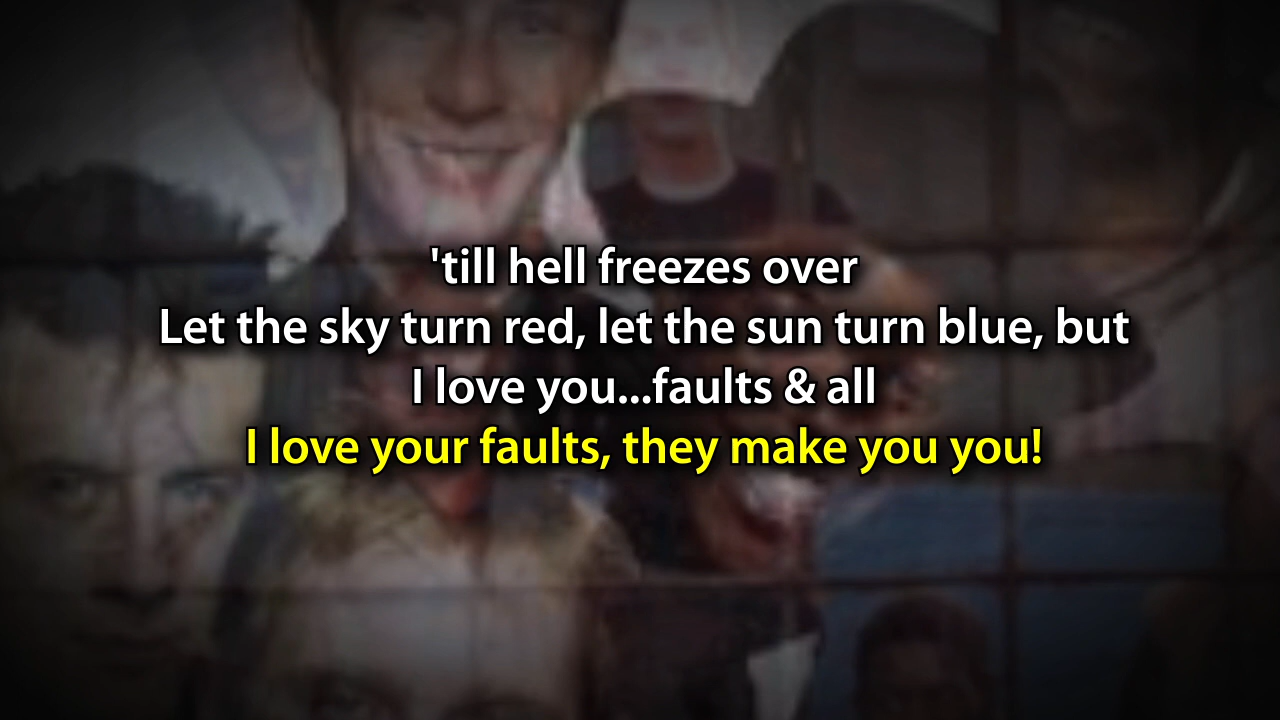 'till hell freezes over
Let the sky turn red, let the sun turn blue, but
I love you...faults & all
I love your faults, they make you you!